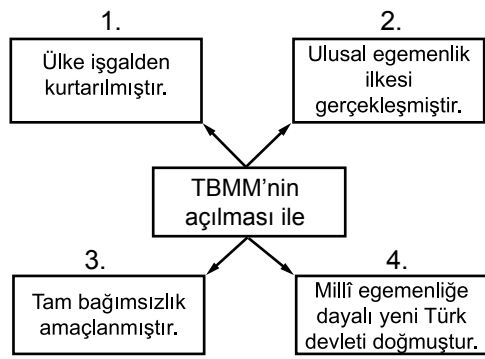 1.
Ülke işgalden
kurtarılmıştır.
2.
Ulusal egemenlik
ilkesi
gerçekleşmiştir.
TBMM'nin
açılması ile
3.
Tam bağımsızlık
amaçlanmıştır.
4.
Millî egemenliğe
dayalı yeni Türk
devleti doğmuştur.